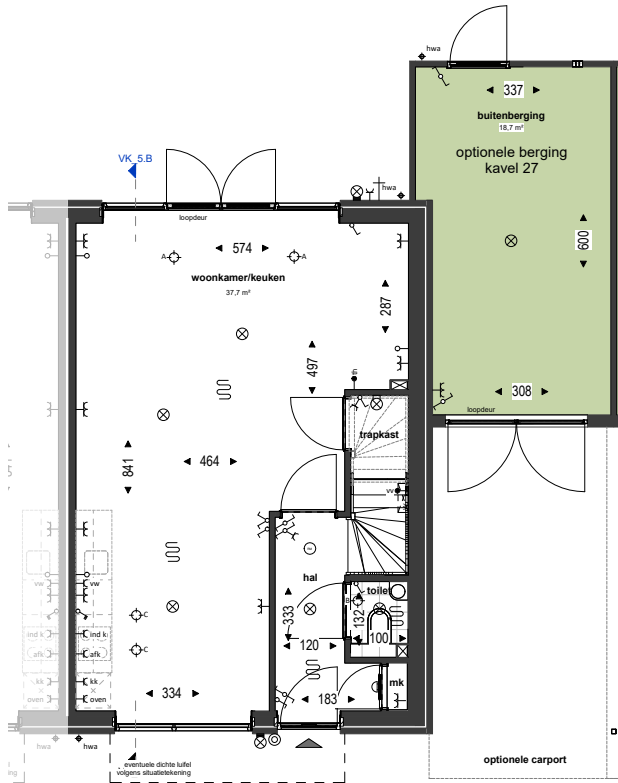 hwa
337
buitenberging
18,7 m²
optionele berging
kavel 27
VK_5.B
hwa
loopdeur
574
A
A
woonkamer/keuken
37,7 m²
600
287
497
308
loopdeur
trapkast
464
841
vv
hal
vw
vw
toilet
B
333
132
100
C
ind k
ind k
afk
afk
120
C
kk
kk
mk
oven
oven
334
183
hwa
hwa
eventuele dichte luifel
volgens situatietekening
optionele carport